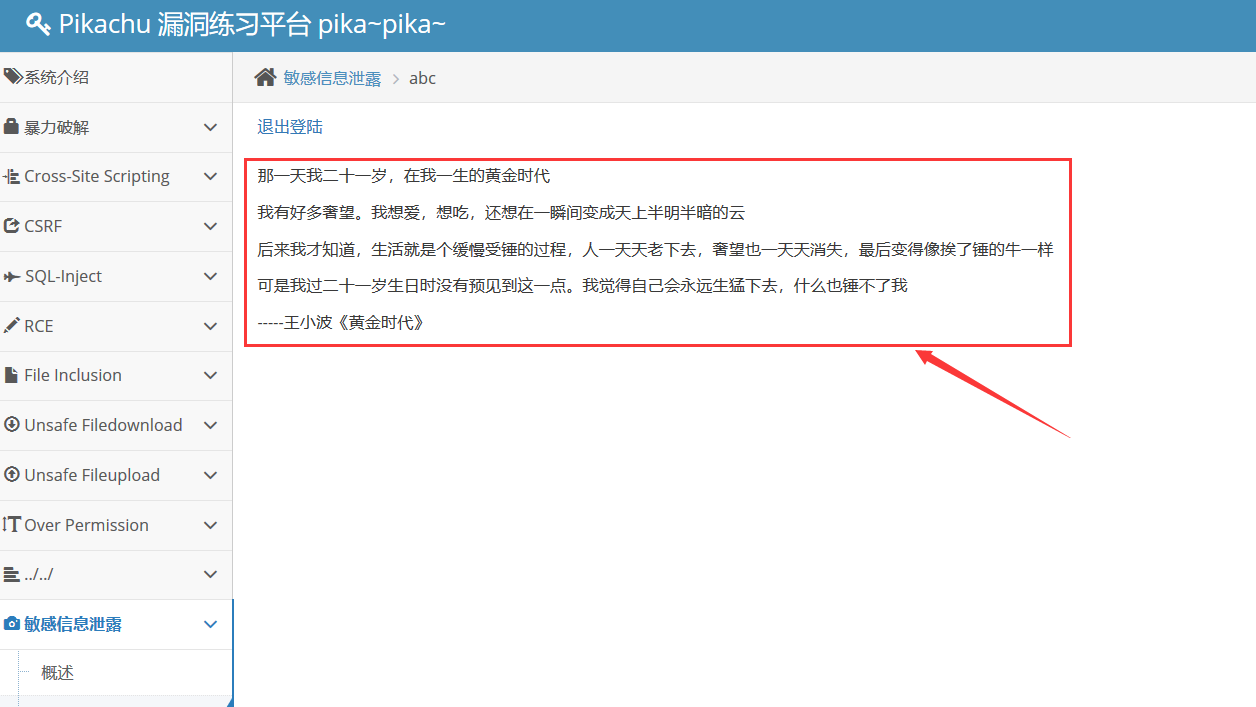 Pikachu 漏洞练习平台 pika~pika~
系统介绍
暴力破解
Cross-Site Scripting
CSRF
SQL-Inject
RCE
File Inclusion
Unsafe Filedownload
Unsafe Fileupload
Over Permission
../../
敏感信息泄露
概述
敏感信息泄露 > abc
退出登陆
那一天我二十一岁，在我一生的黄金时代
我有好多奢望。我想爱，想吃，还想在一瞬间变成天上半明半暗的云
后来我才知道，生活就是个缓慢受锤的过程，人一天天老下去，奢望也一天天消失，最后变得像挨了锤的牛一样
可是我过二十一岁生日时没有预见到这一点。我觉得自己会永远生猛下去，什么也锤不了我
-----王小波《黄金时代》